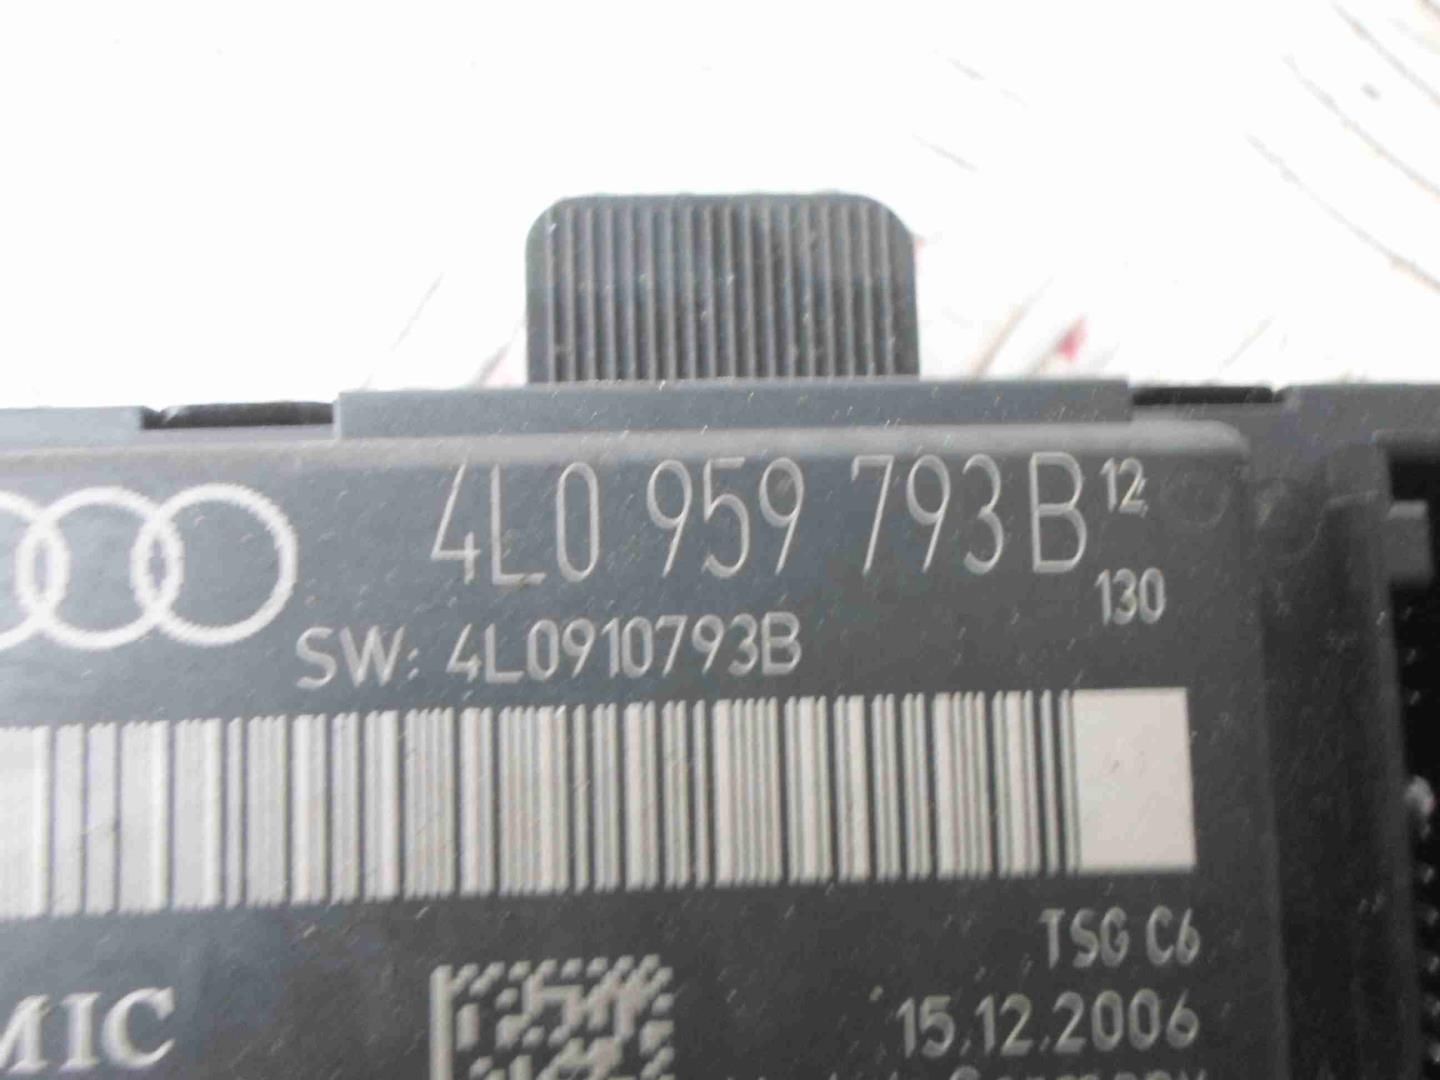 4L0 959 793 B 12
130
SW: 4L0910793B
TSG C6
MIC
15.12.2006